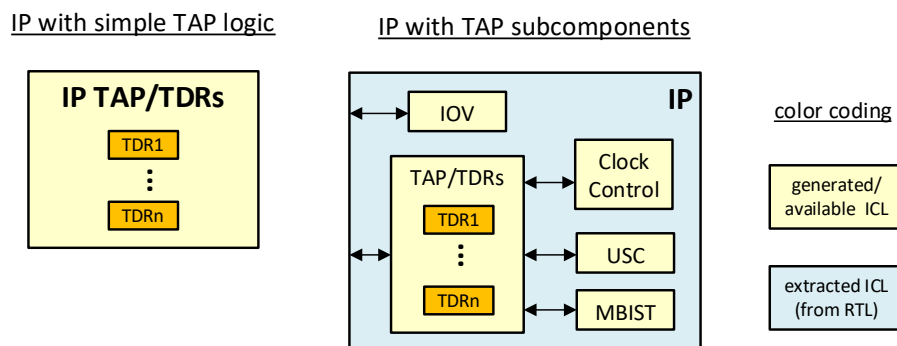 IP with simple TAP logic
IP TAP/TDRs
TDR1
TDRn
IP with TAP subcomponents
IP
IOV
TAP/TDRs
TDR1
TDRn
Clock
Control
USC
MBIST
color coding
generated/
available ICL
extracted ICL
(from RTL)